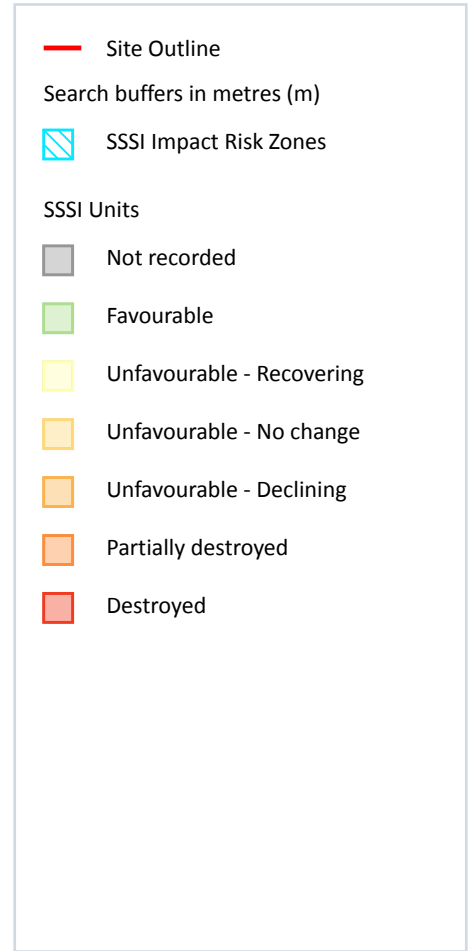 Site Outline
Search buffers in metres (m)
SSSI Impact Risk Zones
SSSI Units
Not recorded
Favourable
Unfavourable - Recovering
Unfavourable - No change
Unfavourable - Declining
Partially destroyed
Destroyed